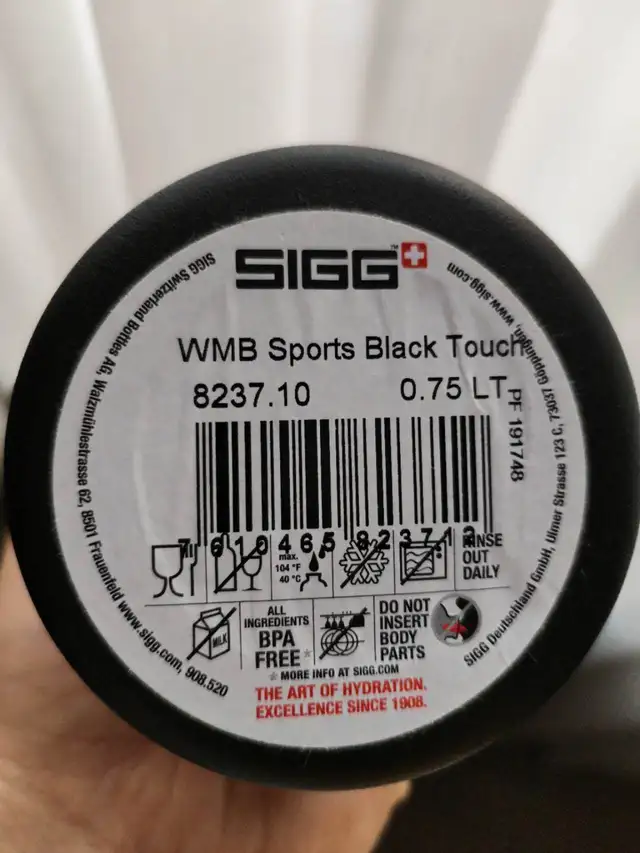 SIGG™
SIGG Switzerland Bottles AG, Walzmühlestrasse 62, 8501 Frauenfeld www.sigg.com, 908.520
SIGG Deutschland GmbH, Ulmer Strasse 123 C, 73037 Göppingen, www.sigg.com
WMB Sports Black Touch
8237.10 0.75 LT
PF 191748
7 610465 823712
max.
104 °F
40 °C
RINSE
OUT
DAILY
MILK
ALL
INGREDIENTS
BPA
FREE*
DO NOT
INSERT
BODY
PARTS
* MORE INFO AT SIGG.COM
THE ART OF HYDRATION.
EXCELLENCE SINCE 1908.